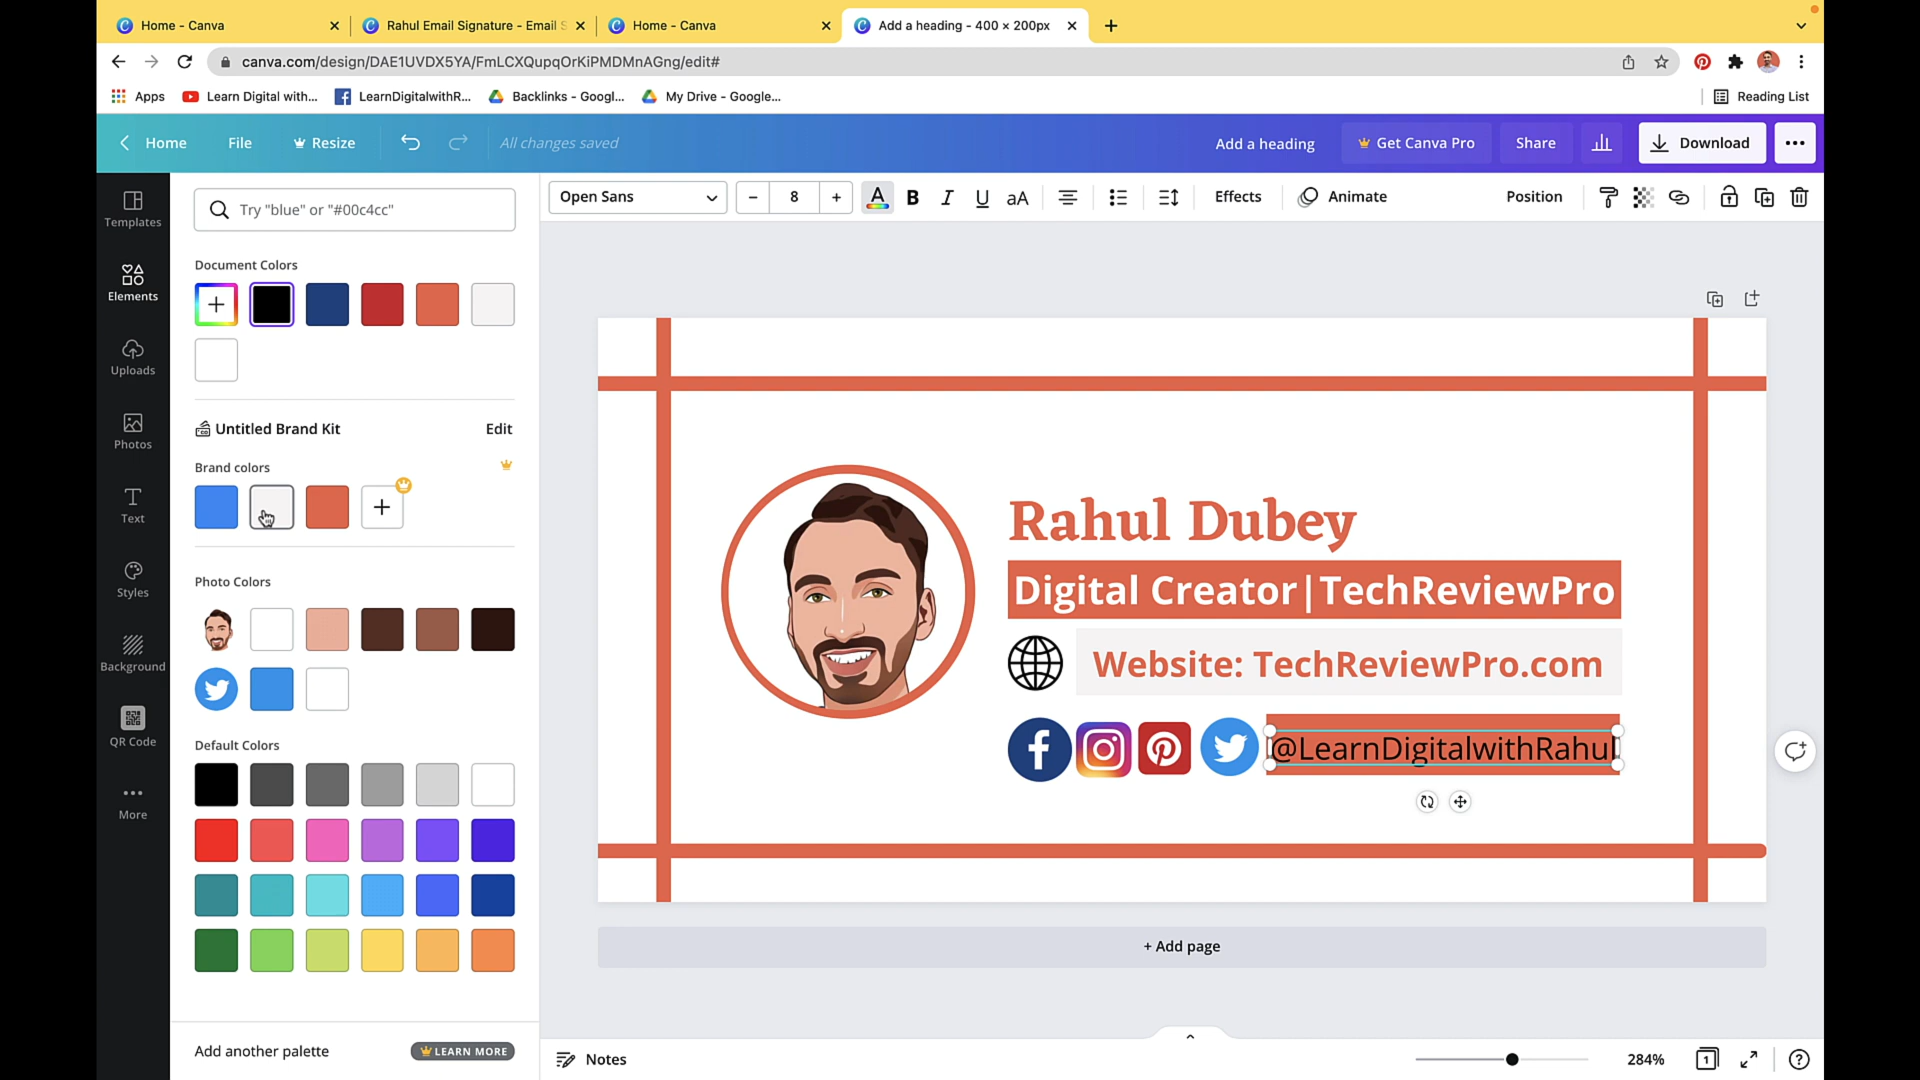 Home - Canva
Rahul Email Signature - Email S
Home - Canva
Add a heading - 400 × 200px
canva.com/design/DAE1UVDX5YA/FmLCXQupqOrKiPMDMnAGng/edit#
Apps
Learn Digital with...
LearnDigitalwithR...
Backlinks - Googl...
My Drive - Google...
Reading List
Home
File
Resize
All changes saved
Add a heading
Get Canva Pro
Share
Download
Templates
Elements
Uploads
Photos
Text
Styles
Background
QR Code
More
Try "blue" or "#00c4cc"
Open Sans
8
A
B
I
U
aA
Effects
Animate
Position
Document Colors
Untitled Brand Kit
Edit
Brand colors
Photo Colors
Default Colors
Add another palette
LEARN MORE
Rahul Dubey
Digital Creator|TechReviewPro
Website: TechReviewPro.com
@LearnDigitalwithRahul
+ Add page
Notes
284%
1